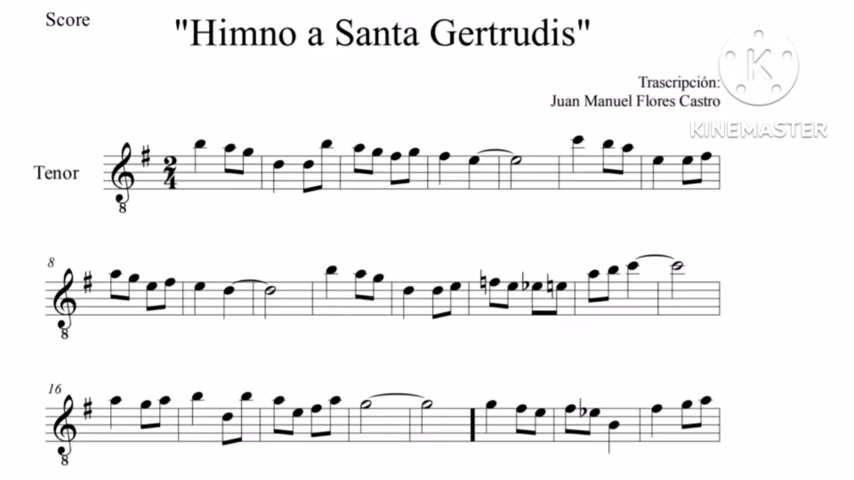 Score
"Himno a Santa Gertrudis"
Trascripción:
Juan Manuel Flores Castro
K
KINEMASTER
Tenor
2
4
8
8
8
16
8